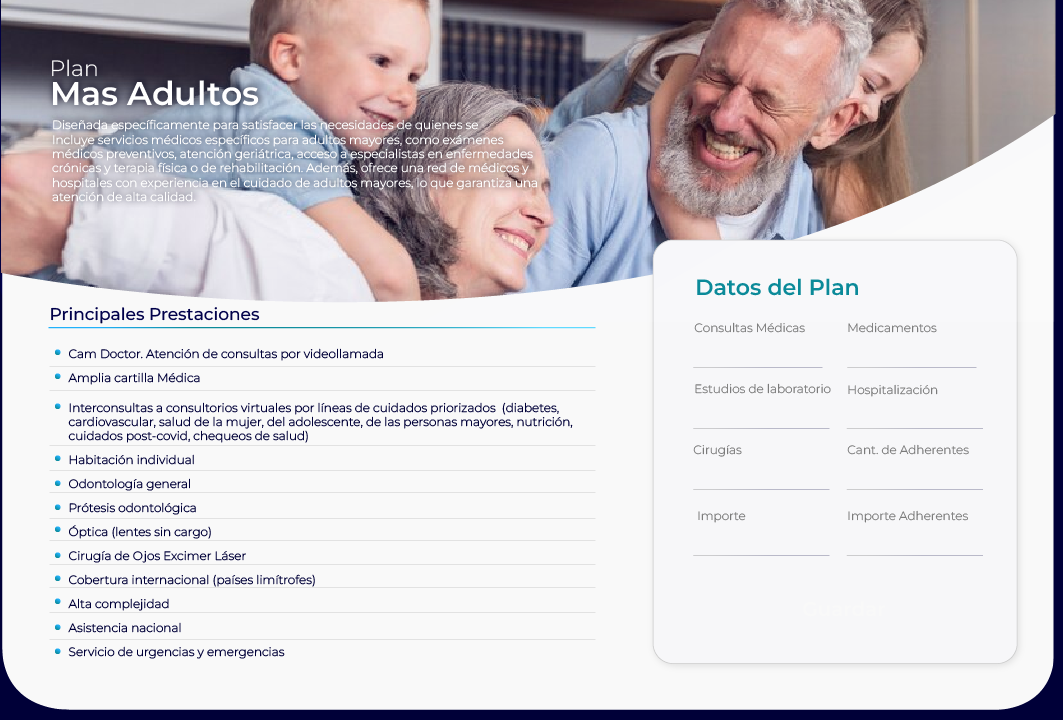 Plan
Mas Adultos
Diseñada específicamente para satisfacer las necesidades de quienes se
Incluye servicios médicos específicos para adultos mayores, como exámenes
médicos preventivos, atención geriátrica, acceso a especialistas en enfermedades
crónicas y terapia física o de rehabilitación. Además, ofrece una red de médicos y
hospitales con experiencia en el cuidado de adultos mayores, lo que garantiza una
atención de alta calidad.
Principales Prestaciones
Cam Doctor. Atención de consultas por videollamada
Amplia cartilla Médica
Interconsultas a consultorios virtuales por líneas de cuidados priorizados (diabetes,
cardiovascular, salud de la mujer, del adolescente, de las personas mayores, nutrición,
cuidados post-covid, chequeos de salud)
Habitación individual
Odontología general
Prótesis odontológica
Óptica (lentes sin cargo)
Cirugía de Ojos Excimer Láser
Cobertura internacional (países limítrofes)
Alta complejidad
Asistencia nacional
Servicio de urgencias y emergencias
Datos del Plan
Consultas Médicas
Medicamentos
Estudios de laboratorio
Hospitalización
Cirugías
Cant. de Adherentes
Importe
Importe Adherentes